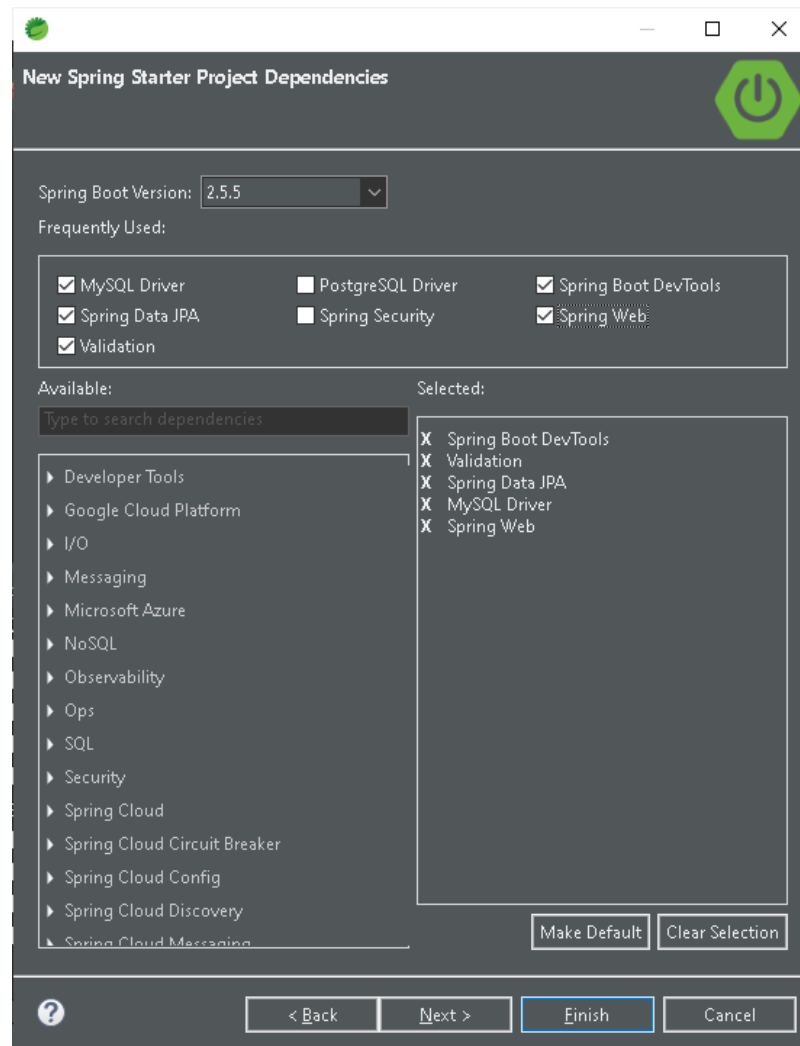 New Spring Starter Project Dependencies
Spring Boot Version: 2.5.5
Frequently Used:
MySQL Driver PostgreSQL Driver Spring Boot DevTools
Spring Data JPA Spring Security Spring Web
Validation
Available:
Type to search dependencies
Developer Tools
Google Cloud Platform
I/O
Messaging
Microsoft Azure
NoSQL
Observability
Ops
SQL
Security
Spring Cloud
Spring Cloud Circuit Breaker
Spring Cloud Config
Spring Cloud Discovery
Spring Cloud Messaging
Selected:
X Spring Boot DevTools
X Validation
X Spring Data JPA
X MySQL Driver
X Spring Web
Make Default Clear Selection
? < Back Next > Finish Cancel